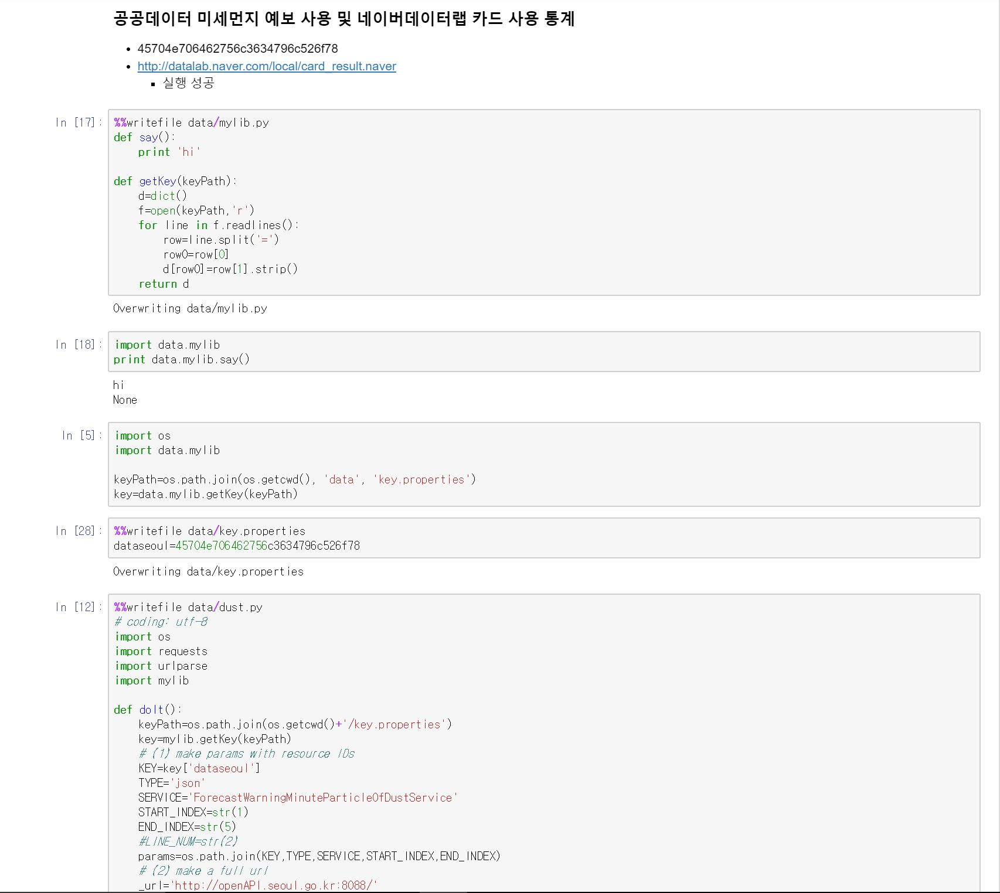 공공데이터 미세먼지 예보 사용 및 네이버데이터랩 카드 사용 통계
45704e706462756c3634796c526f78
http://datalab.naver.com/local/card_result.naver
실행 성공
In [17]:
%%writefile data/mylib.py
def say():
    print 'hi'
def getKey(keyPath):
    d=dict()
    f=open(keyPath,'r')
    for line in f.readlines():
        row=line.split('=')
        row0=row[0]
        d[row0]=row[1].strip()
    return d
Overwriting data/mylib.py
In [18]:
import data.mylib
print data.mylib.say()
hi
None
In [5]:
import os
import data.mylib
keyPath=os.path.join(os.getcwd(), 'data', 'key.properties')
key=data.mylib.getKey(keyPath)
In [28]:
%%writefile data/key.properties
dataseoul=45704e706462756c3634796c526f78
Overwriting data/key.properties
In [12]:
%%writefile data/dust.py
# coding: utf-8
import os
import requests
import urlparse
import mylib
def doIt():
    keyPath=os.path.join(os.getcwd()+'/key.properties')
    key=mylib.getKey(keyPath)
    # (1) make params with resource IDs
    KEY=key['dataseoul']
    TYPE='json'
    SERVICE='ForecastWarningMinuteParticleOfDustService'
    START_INDEX=str(1)
    END_INDEX=str(5)
    #LINE_NUM=str(2)
    params=os.path.join(KEY,TYPE,SERVICE,START_INDEX,END_INDEX)
    # (2) make a full url
    _url='http://openAPI.seoul.go.kr:8088/'